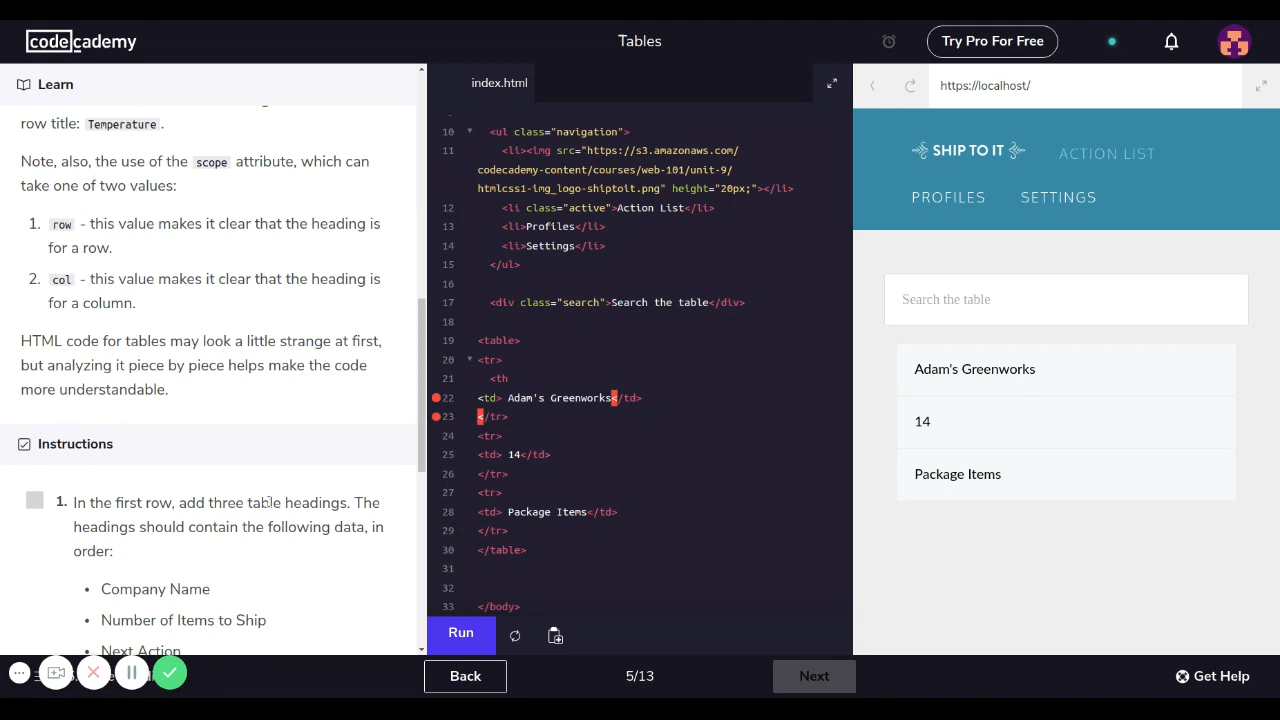 codecademy
Tables
Try Pro For Free
Learn
row title: Temperature.
Note, also, the use of the scope attribute, which can
take one of two values:
1. row - this value makes it clear that the heading is
for a row.
2. col - this value makes it clear that the heading is
for a column.
HTML code for tables may look a little strange at first,
but analyzing it piece by piece helps make the code
more understandable.
Instructions
1. In the first row, add three table headings. The
headings should contain the following data, in
order:
• Company Name
• Number of Items to Ship
• Next Action
index.html
10 <ul class="navigation">
11 <li><img src="https://s3.amazonaws.com/
codecademy-content/courses/web-101/unit-9/
htmlcss1-img_logo-shiptoit.png" height="20px;"></li>
12 <li class="active">Action List</li>
13 <li>Profiles</li>
14 <li>Settings</li>
15 </ul>
16
17 <div class="search">Search the table</div>
18
19 <table>
20 <tr>
21 <th
22 <td> Adam's Greenworks</td>
23 </tr>
24 <tr>
25 <td> 14</td>
26 </tr>
27 <tr>
28 <td> Package Items</td>
29 </tr>
30 </table>
31
32
33 </body>
Run
https://localhost/
SHIP TO IT ACTION LIST
PROFILES SETTINGS
Search the table
Adam's Greenworks
14
Package Items
Back
5/13
Next
Get Help